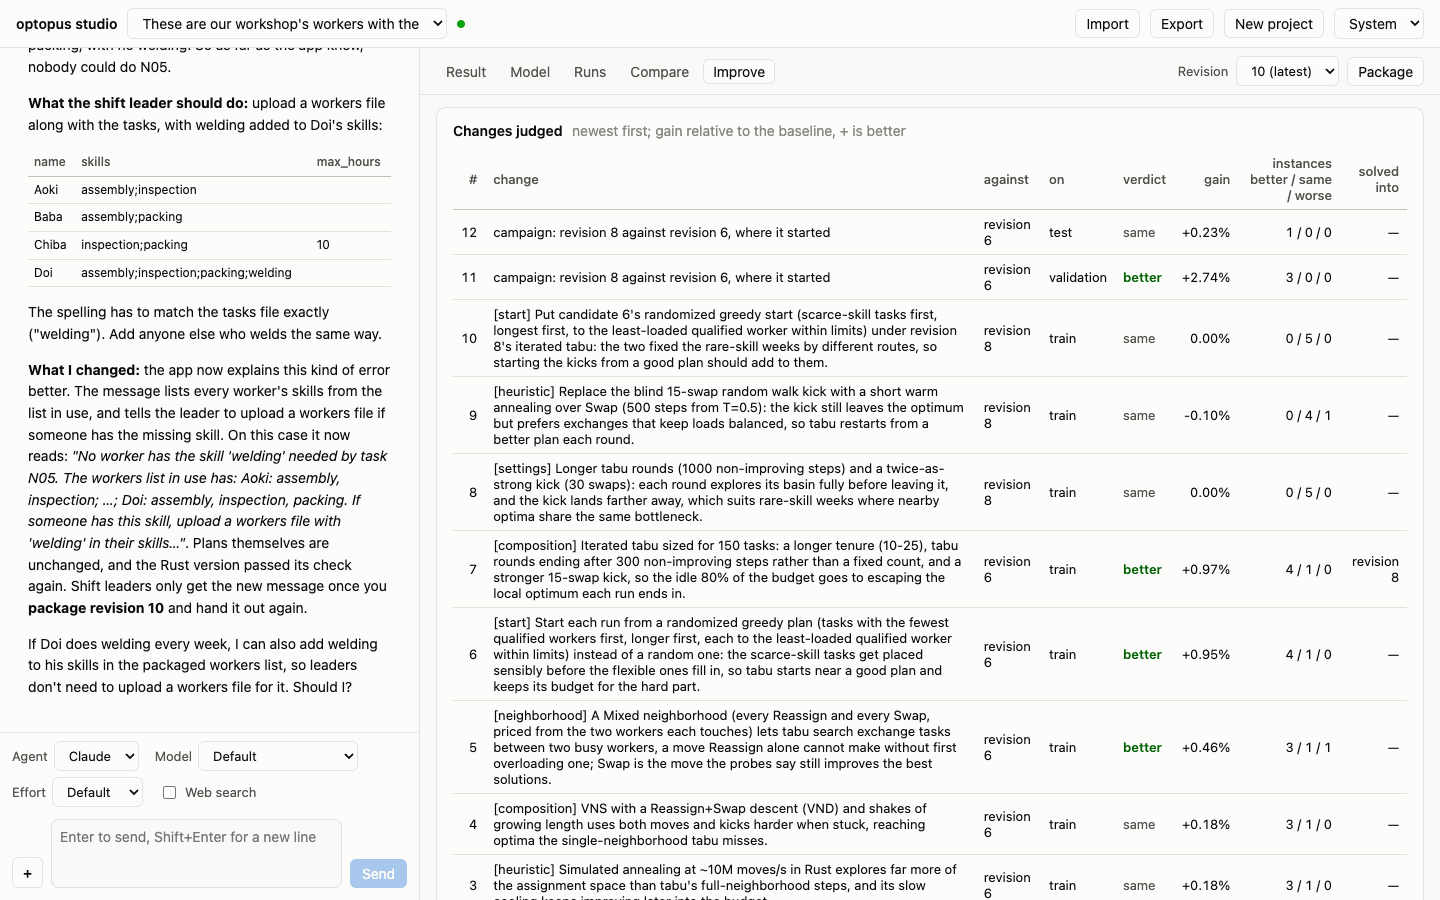 optopus studio
These are our workshop's workers with the
Import
Export
New project
System
nobody could do N05.
What the shift leader should do: upload a workers file
along with the tasks, with welding added to Doi's skills:
name skills max_hours
Aoki assembly;inspection
Baba assembly;packing
Chiba inspection;packing 10
Doi assembly;inspection;packing;welding
The spelling has to match the tasks file exactly
("welding"). Add anyone else who welds the same way.
What I changed: the app now explains this kind of error
better. The message lists every worker's skills from the
list in use, and tells the leader to upload a workers file if
someone has the missing skill. On this case it now
reads: "No worker has the skill 'welding' needed by task
N05. The workers list in use has: Aoki: assembly,
inspection; …; Doi: assembly, inspection, packing. If
someone has this skill, upload a workers file with
'welding' in their skills…". Plans themselves are
unchanged, and the Rust version passed its check
again. Shift leaders only get the new message once you
package revision 10 and hand it out again.
If Doi does welding every week, I can also add welding
to his skills in the packaged workers list, so leaders
don't need to upload a workers file for it. Should I?
Agent Claude Model Default
Effort Default Web search
Enter to send, Shift+Enter for a new line
+
Send
Result Model Runs Compare Improve
Revision 10 (latest) Package
Changes judged newest first; gain relative to the baseline, + is better
# change against on verdict gain instances better / same / worse solved into
12 campaign: revision 8 against revision 6, where it started revision 6 test same +0.23% 1 / 0 / 0 —
11 campaign: revision 8 against revision 6, where it started revision 6 validation better +2.74% 3 / 0 / 0 —
[start] Put candidate 6's randomized greedy start (scarce-skill tasks first,
longest first, to the least-loaded qualified worker within limits) under revision
10 8's iterated tabu: the two fixed the rare-skill weeks by different routes, so revision 8 train same 0.00% 0 / 5 / 0 —
starting the kicks from a good plan should add to them.
[heuristic] Replace the blind 15-swap random walk kick with a short warm
annealing over Swap (500 steps from T=0.5): the kick still leaves the optimum
9 but prefers exchanges that keep loads balanced, so tabu restarts from a revision 8 train same -0.10% 0 / 4 / 1 —
better plan each round.
[settings] Longer tabu rounds (1000 non-improving steps) and a twice-as-
strong kick (30 swaps): each round explores its basin fully before leaving it,
8 and the kick lands farther away, which suits rare-skill weeks where nearby revision 8 train same 0.00% 0 / 5 / 0 —
optima share the same bottleneck.
[composition] Iterated tabu sized for 150 tasks: a longer tenure (10-25), tabu
rounds ending after 300 non-improving steps rather than a fixed count, and a
7 stronger 15-swap kick, so the idle 80% of the budget goes to escaping the revision 6 train better +0.97% 4 / 1 / 0 revision 8
local optimum each run ends in.
[start] Start each run from a randomized greedy plan (tasks with the fewest
qualified workers first, longer first, each to the least-loaded qualified worker
6 within limits) instead of a random one: the scarce-skill tasks get placed revision 6 train better +0.95% 4 / 1 / 0 —
sensibly before the flexible ones fill in, so tabu starts near a good plan and
keeps its budget for the hard part.
[neighborhood] A Mixed neighborhood (every Reassign and every Swap,
priced from the two workers each touches) lets tabu search exchange tasks
5 between two busy workers, a move Reassign alone cannot make without first revision 6 train better +0.46% 3 / 1 / 1 —
overloading one; Swap is the move the probes say still improves the best
solutions.
[composition] VNS with a Reassign+Swap descent (VND) and shakes of
4 growing length uses both moves and kicks harder when stuck, reaching revision 6 train same +0.18% 3 / 1 / 0 —
optima the single-neighborhood tabu misses.
[heuristic] Simulated annealing at ~10M moves/s in Rust explores far more of
3 the assignment space than tabu's full-neighborhood steps, and its slow revision 6 train same +0.18% 3 / 1 / 0 —